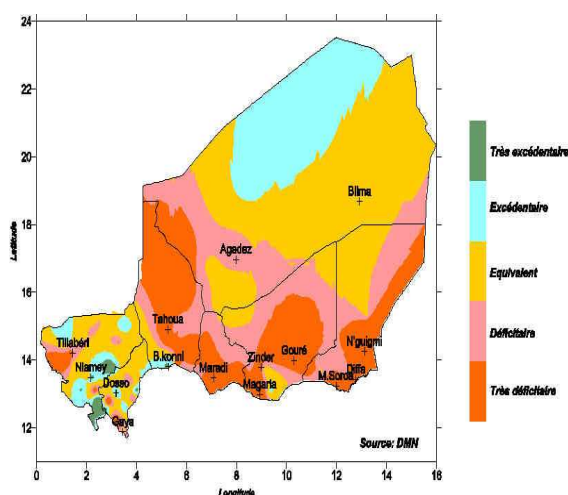 24
22
20
18
16
14
12
Latitude
0 2 4 6 8 10 12 14 16
Longitude
Bilma
Agadez
Tahoua
Tillabéri
B.konni
Niamey
Dosso
Gaya
Maradi
Zinder
Magaria
Gouré
N'guigmi
Diffa
M.Soroa
Source: DMN
Très excédentaire
Excédentaire
Equivalent
Déficitaire
Très déficitaire